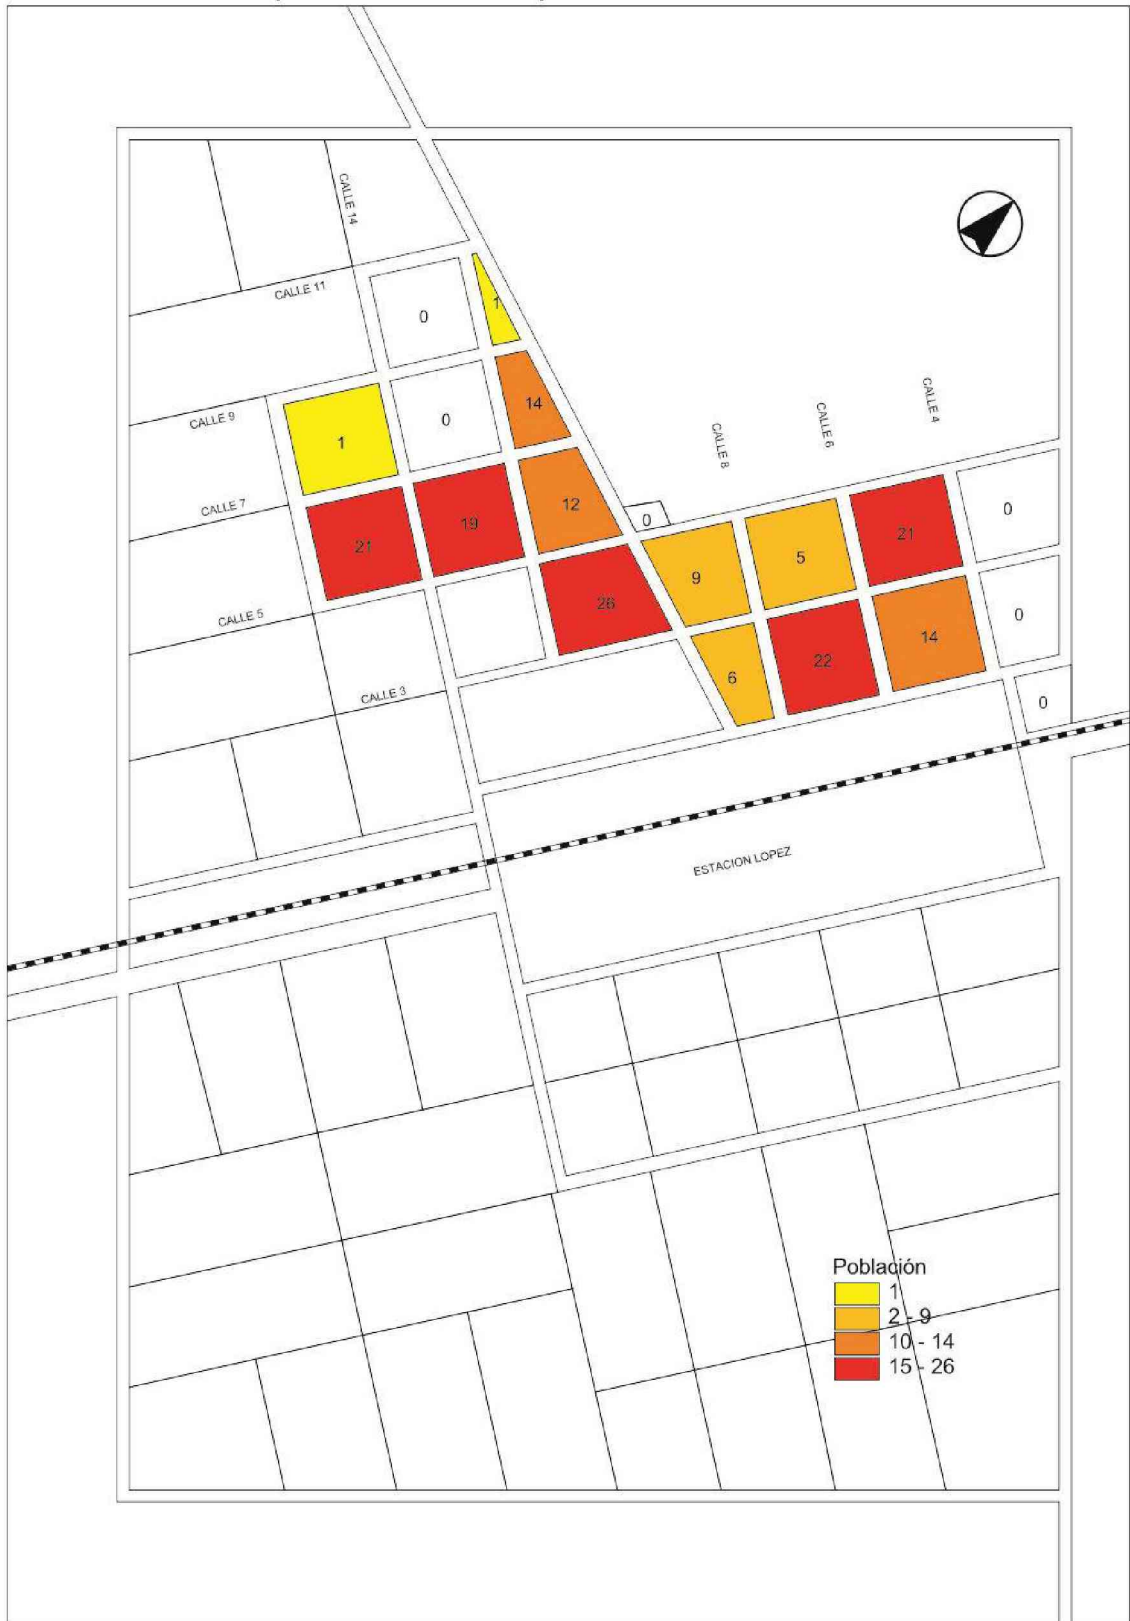 CALLE 14
CALLE 11
0
1
CALLE 9
1
0
14
CALLE 4
CALLE 6
CALLE 8
CALLE 7
21
19
12
0
9
5
21
0
CALLE 5
26
6
22
14
0
CALLE 3
0
ESTACION LOPEZ
Población
1
2 - 9
10 - 14
15 - 26